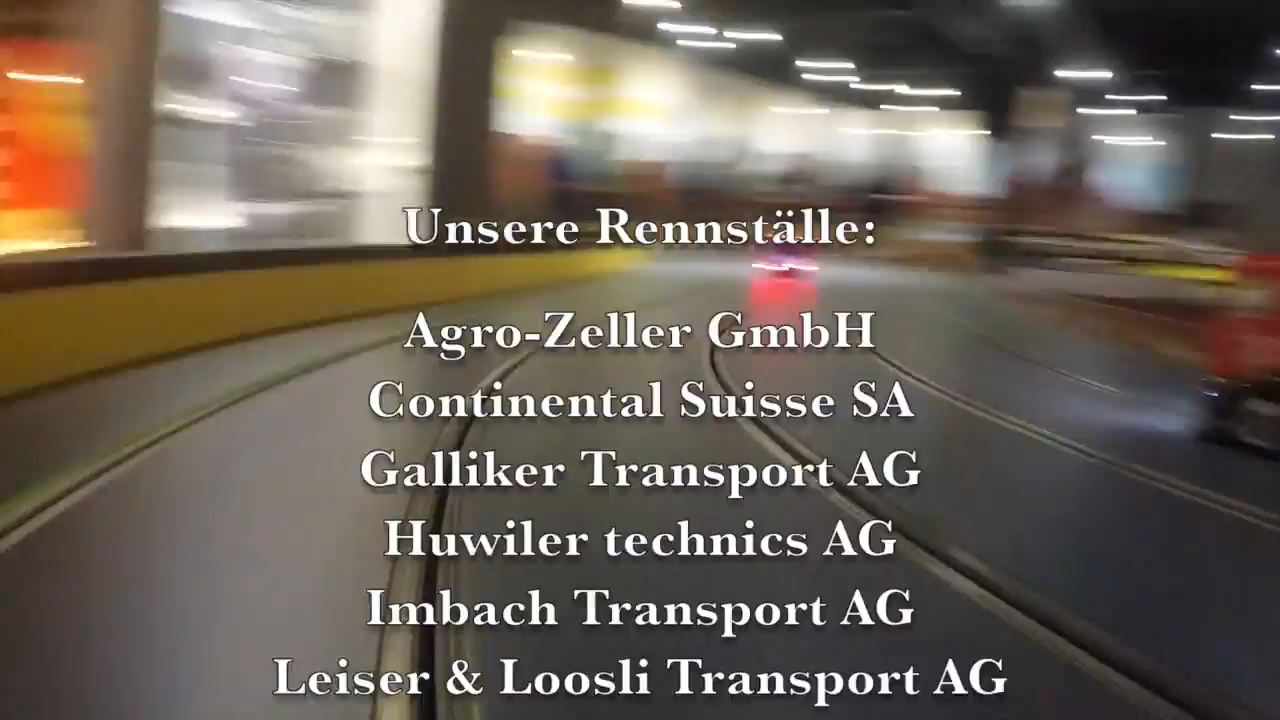 Unsere Rennställe:
Agro-Zeller GmbH
Continental Suisse SA
Galliker Transport AG
Huwiler technics AG
Imbach Transport AG
Leiser & Loosli Transport AG